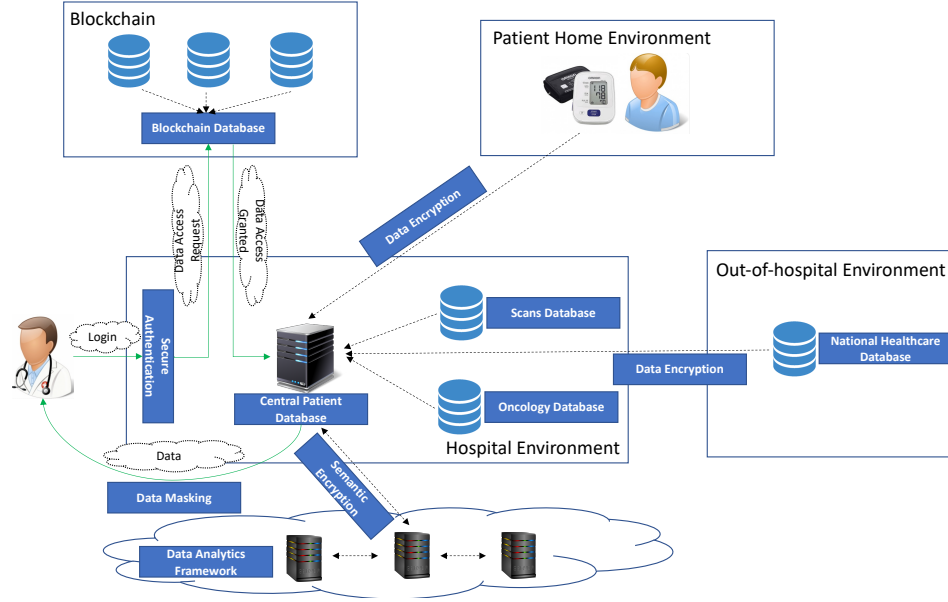 Blockchain
Blockchain Database
Patient Home Environment
Data Encryption
Data Access
Request
Data Access
Granted
Out-of-hospital Environment
National Healthcare
Database
Login
Secure
Authentication
Scans Database
Data Encryption
Central Patient
Database
Oncology Database
Hospital Environment
Data
Data Masking
Semantic
Encryption
Data Analytics
Framework